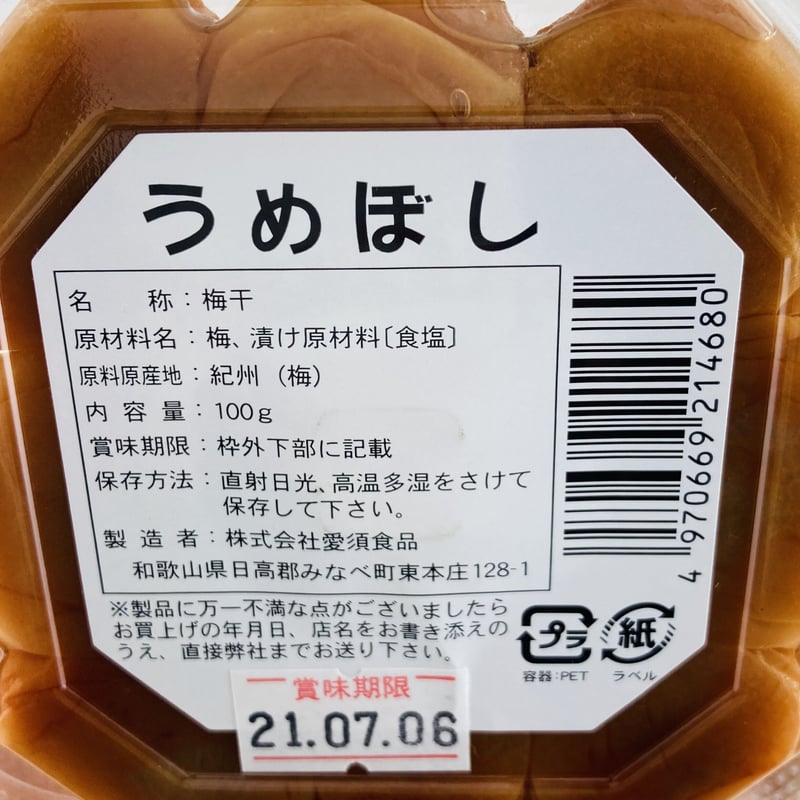 うめぼし
名　　称：梅干
原材料名：梅、漬け原材料〔食塩〕
原料原産地：紀州（梅）
内容量：100g
賞味期限：枠外下部に記載
保存方法：直射日光、高温多湿をさけて
保存して下さい。
製造者：株式会社愛須食品
和歌山県日高郡みなべ町東本庄128-1
4 970669 214680
※製品に万一不満な点がございましたら
お買上げの年月日、店名をお書き添えの
うえ、直接弊社までお送り下さい。
プラ
容器：PET
紙
ラベル
賞味期限
21.07.06